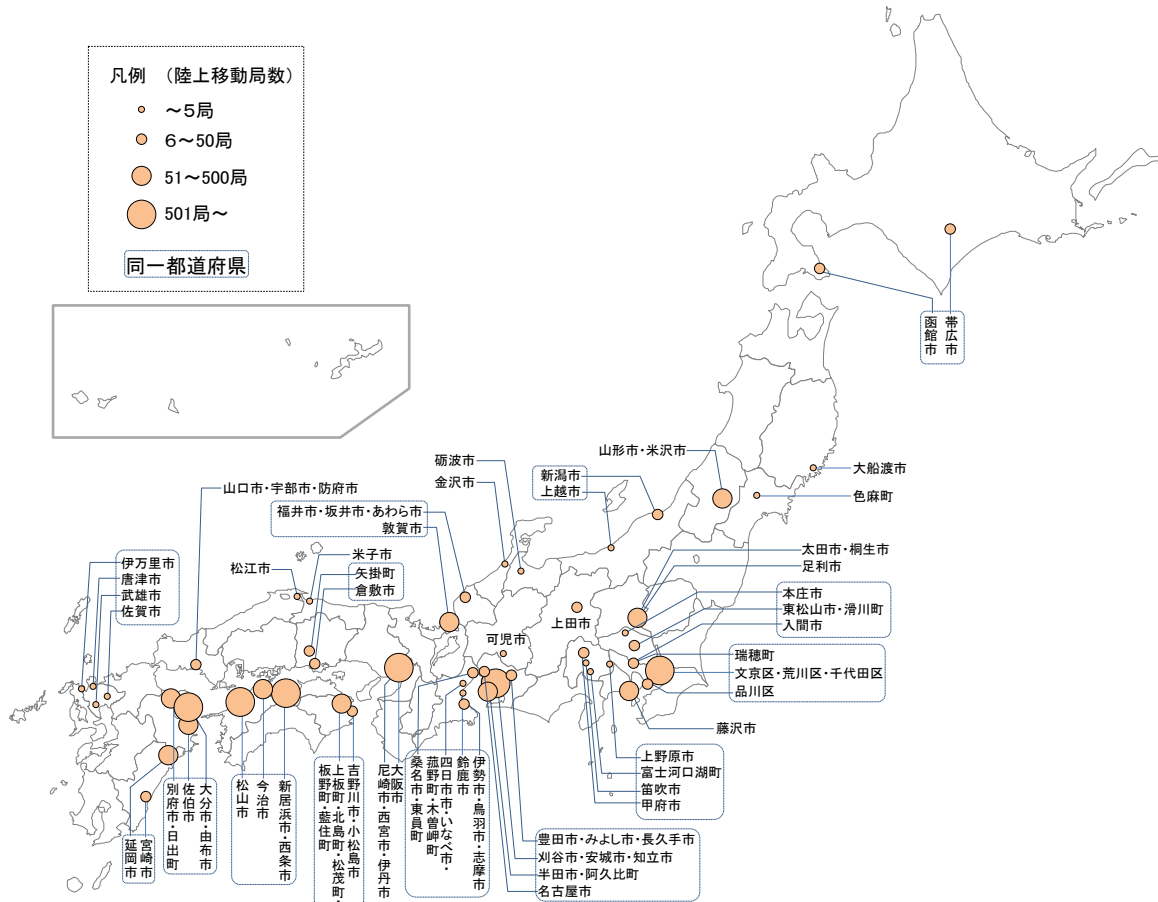 凡例 (陸上移動局数)
～5局
6～50局
51～500局
501局～
同一都道府県
帯広市
函館市
大船渡市
色麻町
山形市・米沢市
新潟市
上越市
砺波市
金沢市
山口市・宇部市・防府市
福井市・坂井市・あわら市
敦賀市
米子市
松江市
矢掛町
倉敷市
伊万里市
唐津市
武雄市
佐賀市
可児市
上田市
太田市・桐生市
足利市
本庄市
東松山市・滑川町
入間市
瑞穂町
文京区・荒川区・千代田区
品川区
藤沢市
上野原市
富士河口湖町
笛吹市
甲府市
豊田市・みよし市・長久手市
刈谷市・安城市・知立市
半田市・阿久比町
名古屋市
伊勢市・鳥羽市・志摩市
鈴鹿市
四日市市・いなべ市・
菰野町・木曽岬町
桑名市・東員町
大阪市
尼崎市・西宮市・伊丹市
吉野川市・小松島市
上板町・北島町・松茂町・
板野町・藍住町
新居浜市・西条市
今治市
松山市
大分市・由布市
佐伯市
別府市・日出町
宮崎市
延岡市